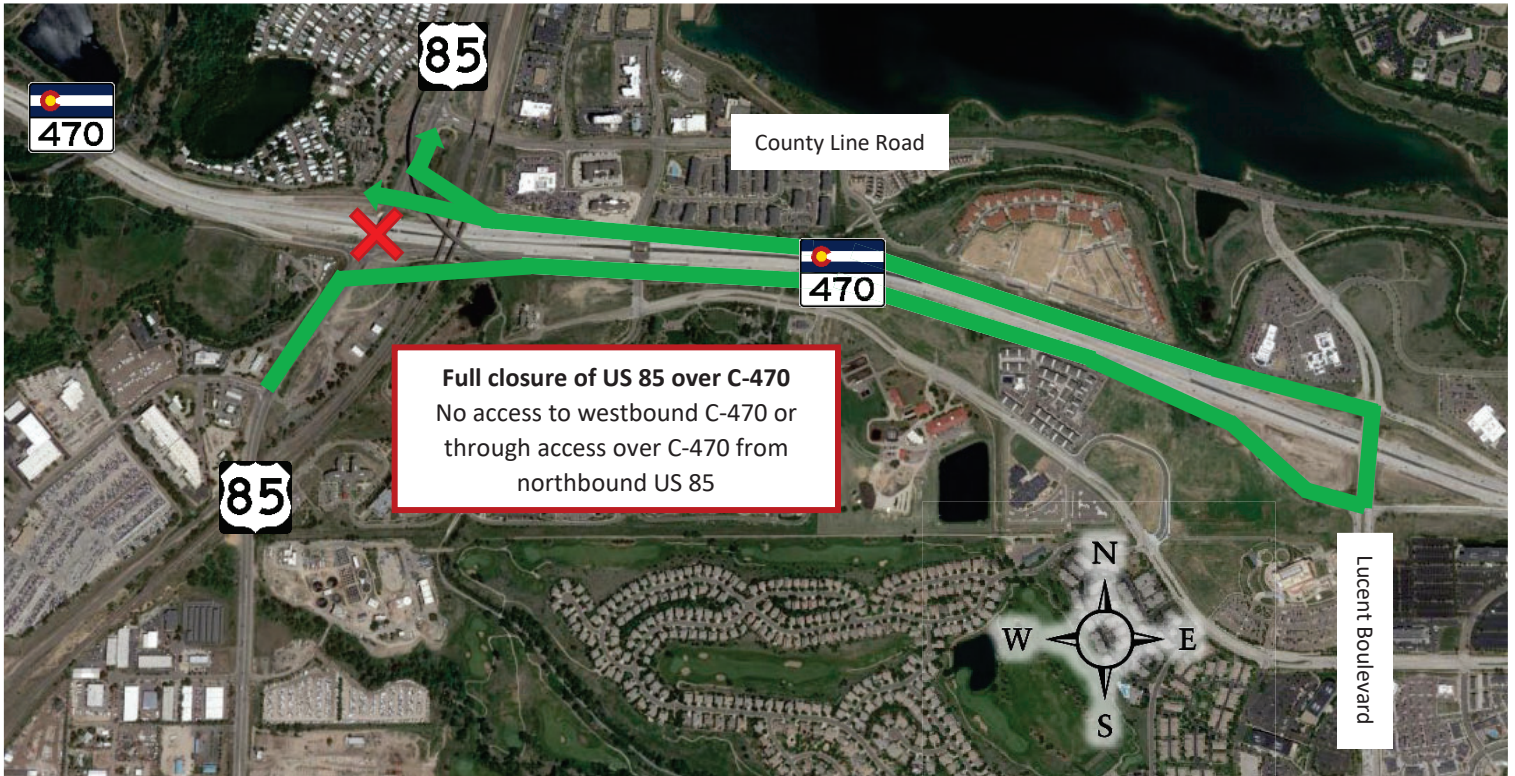 85
470
County Line Road
470
Full closure of US 85 over C-470
No access to westbound C-470 or
through access over C-470 from
northbound US 85
85
N
W
E
S
Lucent Boulevard